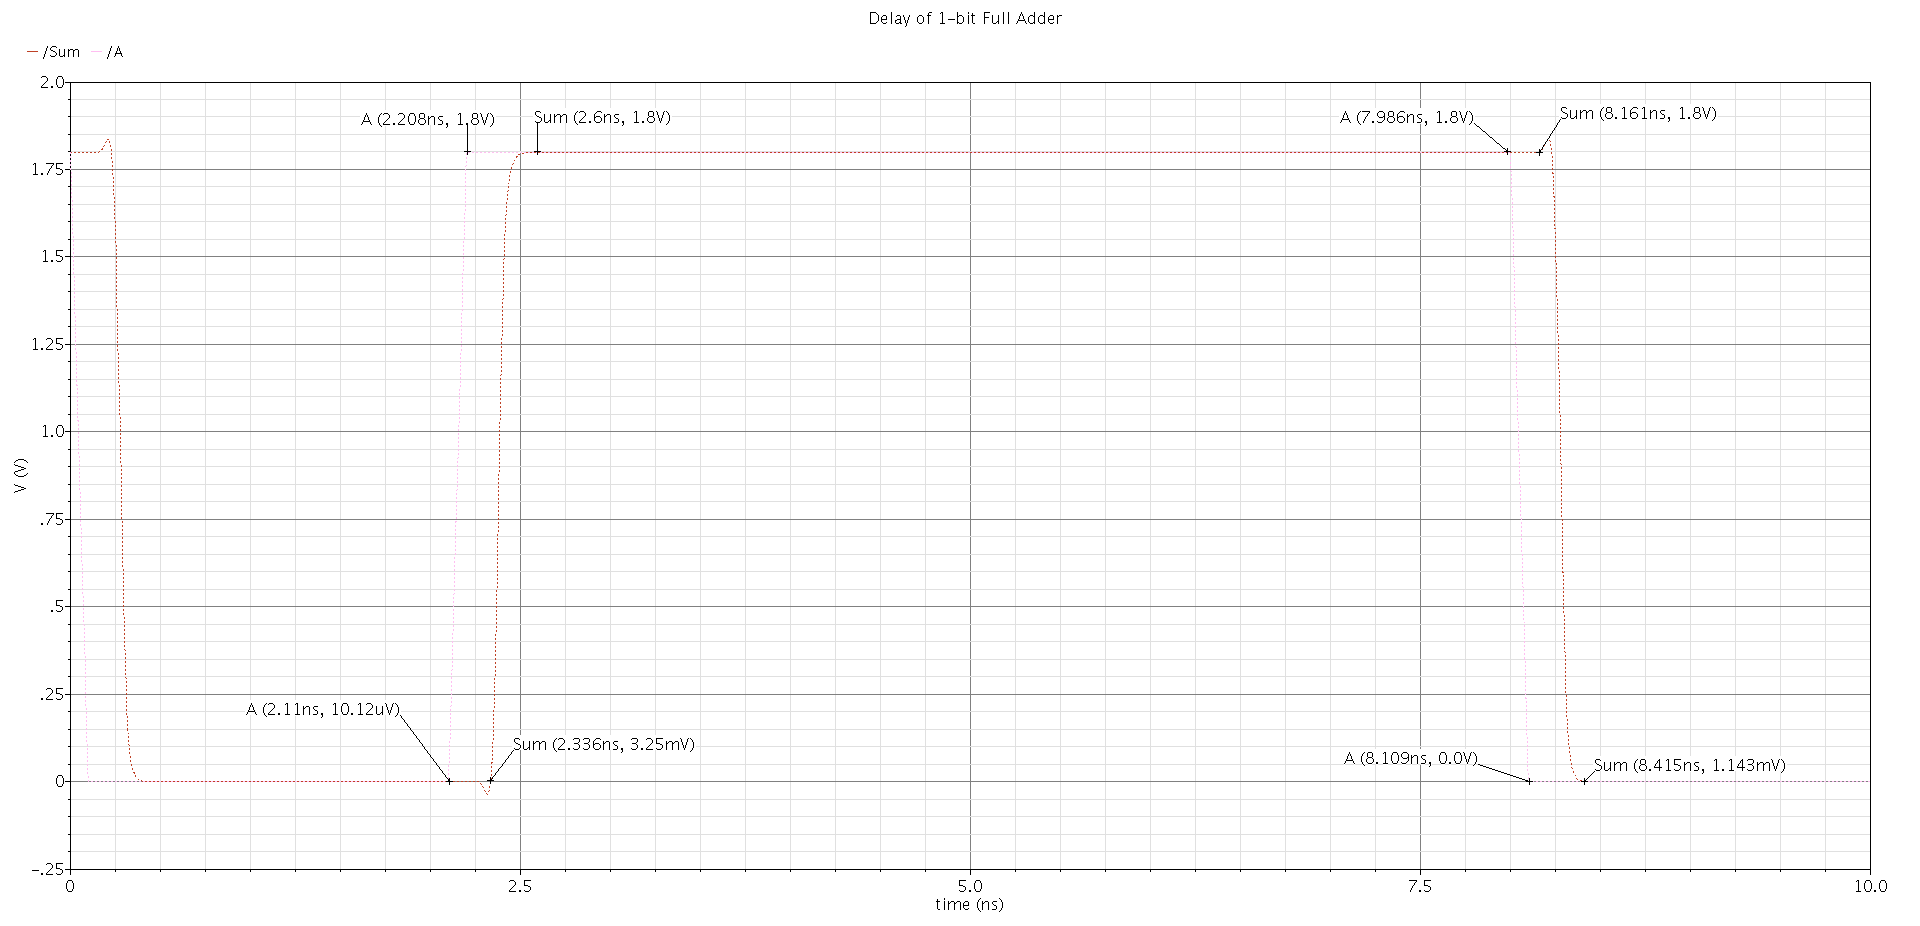 Delay of 1-bit Full Adder
/Sum /A
2.0
A (2.208ns, 1.8V)
Sum (2.6ns, 1.8V)
A (7.986ns, 1.8V)
Sum (8.161ns, 1.8V)
1.75
1.5
1.25
1.0
V (V)
.75
.5
.25
A (2.11ns, 10.12uV)
Sum (2.336ns, 3.25mV)
A (8.109ns, 0.0V)
Sum (8.415ns, 1.143mV)
0
-.25
0 2.5 5.0 7.5 10.0
time (ns)